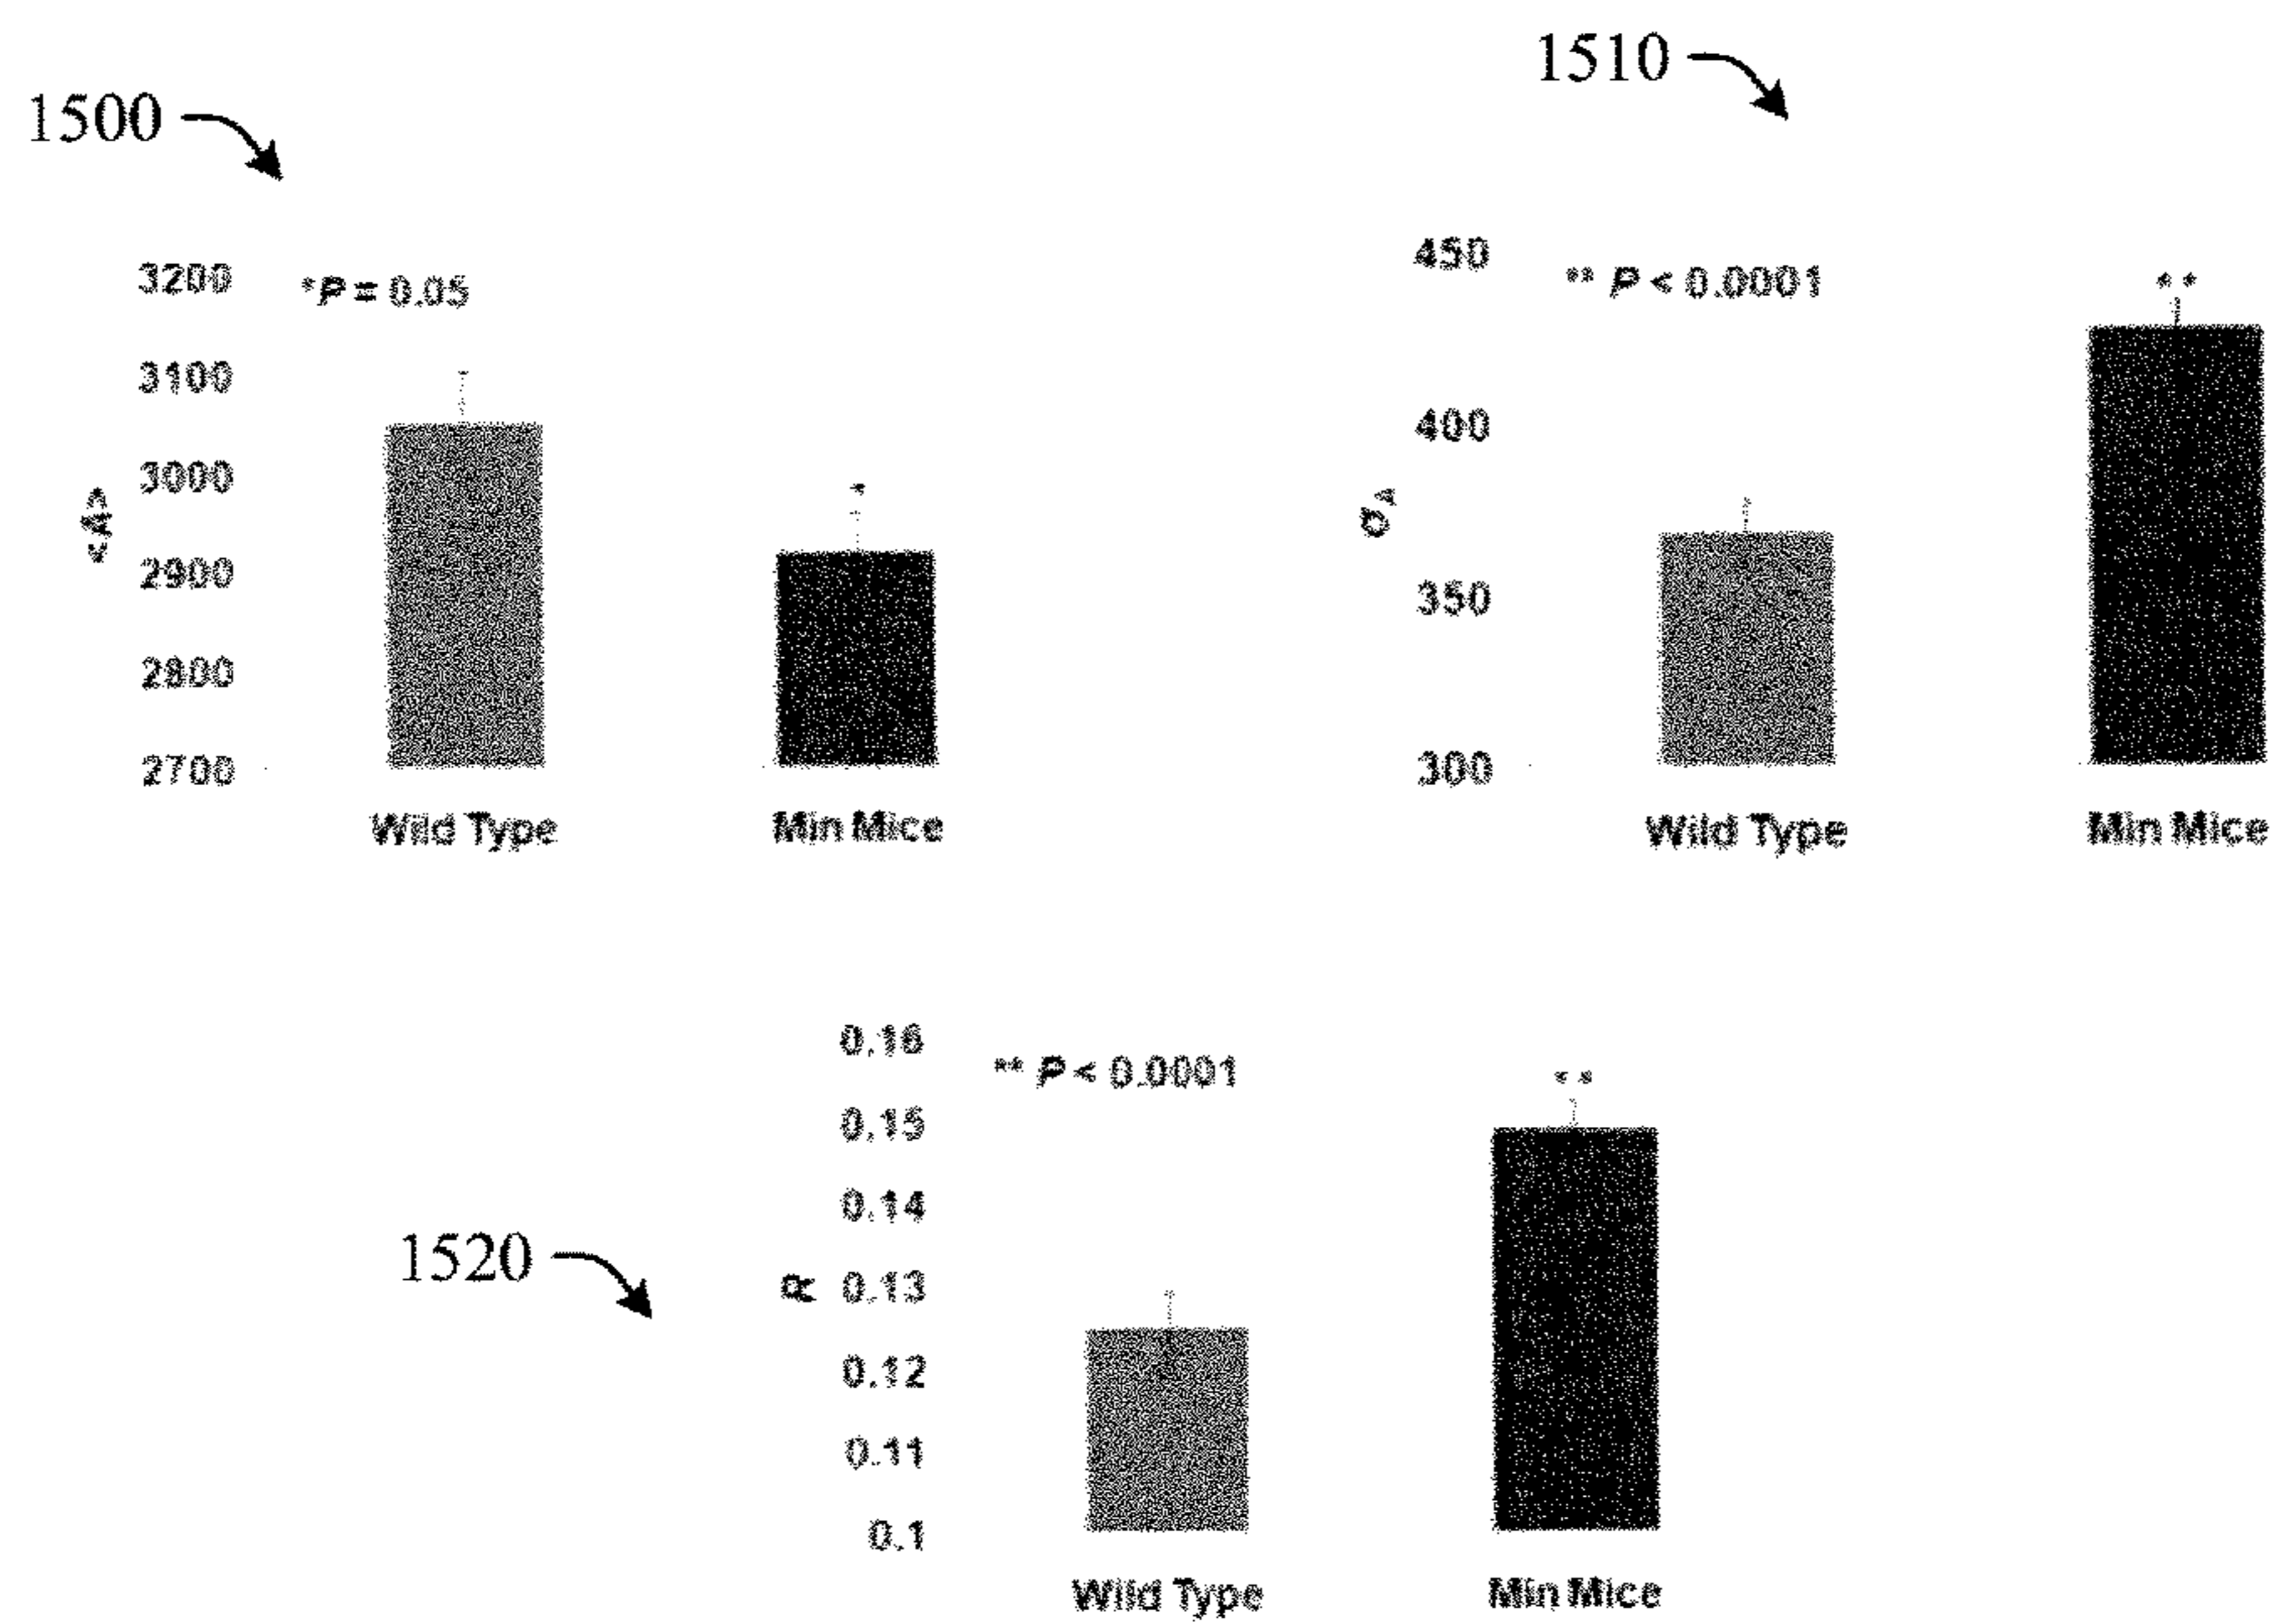 1500
3200
*P = 0.05
3100
3000
2900
2800
2700
<A>
Wild Type
*
Min Mice
1510
450
** P < 0.0001
400
350
300
σA
Wild Type
**
Min Mice
1520
0.16
** P < 0.0001
0.15
0.14
0.13
0.12
0.11
0.1
R
Wild Type
**
Min Mice